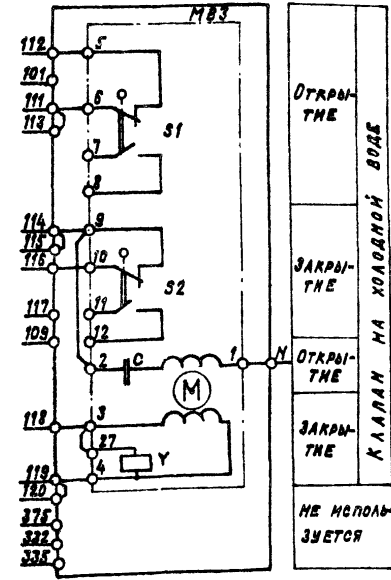 МВЗ
112
101
111
113
114
115
116
117
109
118
119
120
375
322
335
5
6
7
8
9
10
11
12
2
3
27
4
1
N
S1
S2
C
M
Y
ОТКРЫ-
ТИЕ
ЗАКРЫ-
ТИЕ
ОТКРЫ-
ТИЕ
ЗАКРЫ-
ТИЕ
НЕ ИСПОЛЬ-
ЗУЕТСЯ
КЛАПАН НА ХОЛОДНОЙ ВОДЕ